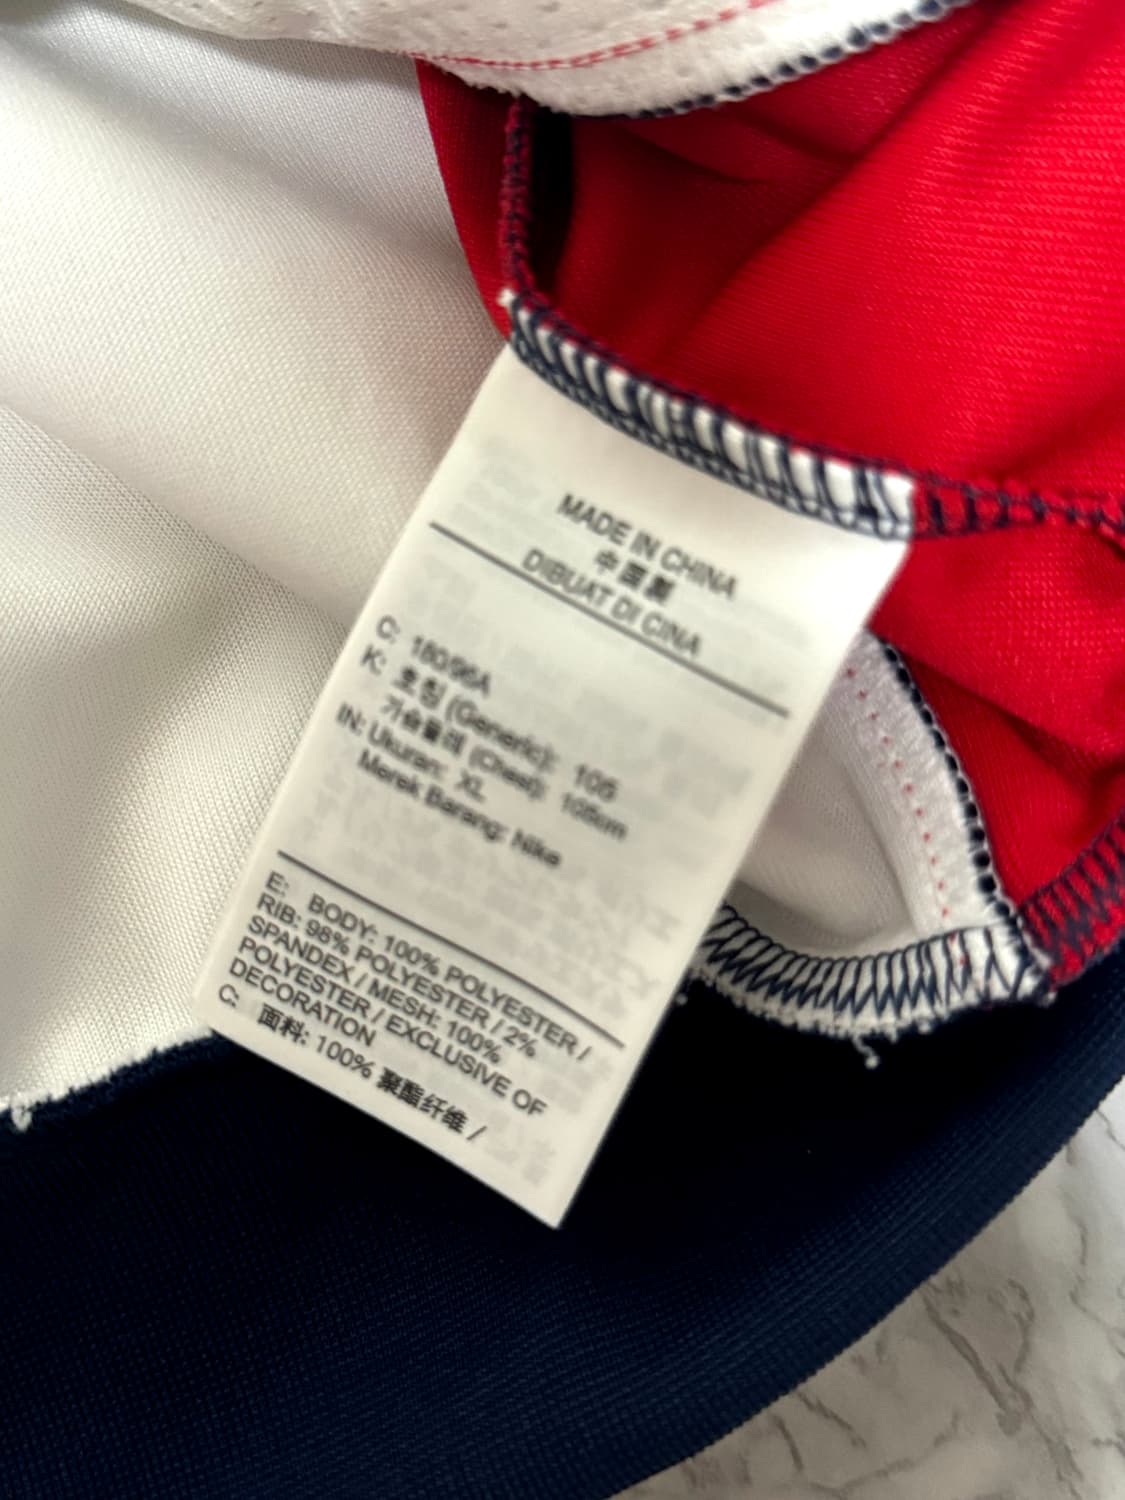 MADE IN CHINA
中國製
DIBUAT DI CINA
C: 180/96A
K: 호칭 (Generic): 105
가슴둘레 (Chest): 105cm
IN: Ukuran: XL
Merek Barang: Nike
E: BODY: 100% POLYESTER /
RIB: 98% POLYESTER / 2%
SPANDEX / MESH: 100%
POLYESTER / EXCLUSIVE OF
DECORATION
C: 面料: 100% 聚酯纤维 /